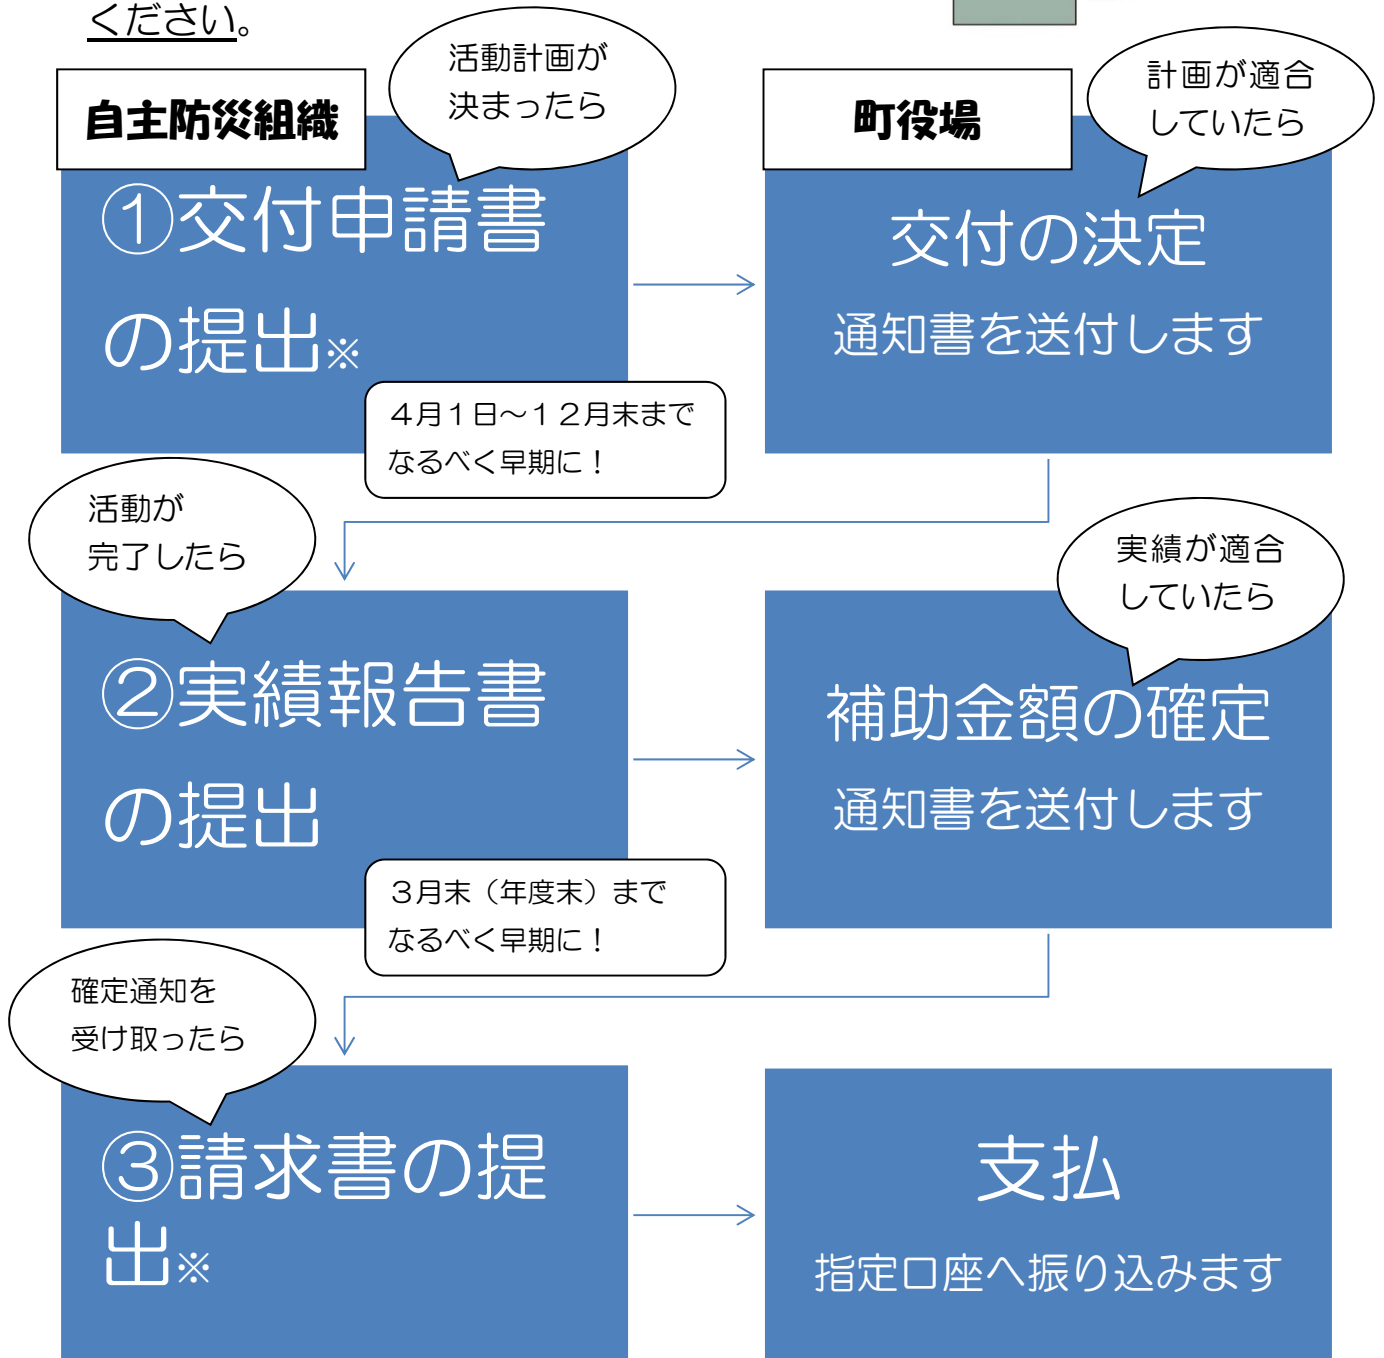 ください。
自主防災組織
活動計画が
決まったら
町役場
計画が適合
していたら
①交付申請書
の提出※
４月１日～１２月末まで
なるべく早期に！
交付の決定
通知書を送付します
活動が
完了したら
②実績報告書
の提出
３月末（年度末）まで
なるべく早期に！
実績が適合
していたら
補助金額の確定
通知書を送付します
確定通知を
受け取ったら
③請求書の提
出※
支払
指定口座へ振り込みます